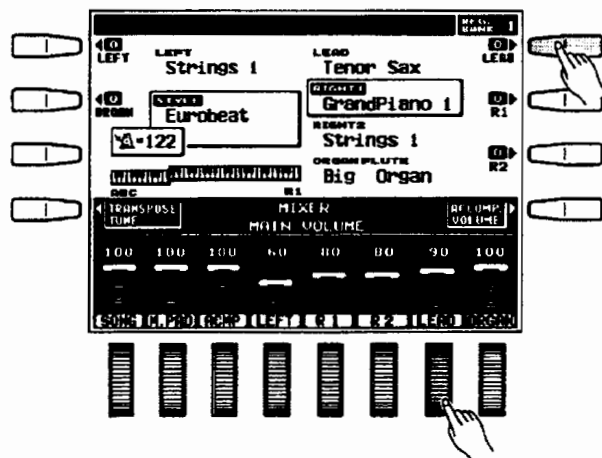 REG. BANK 1
LEFT
Strings 1
LEAD
Tenor Sax
LEAD
ORGAN
STYLE
Eurobeat
RIGHT1
GrandPiano 1
R1
=122
RIGHT2
Strings 1
R2
ORGAN FLUTE
Big Organ
ABC
R1
TRANSPOSE TUNE
MIXER
MAIN VOLUME
ACCOMP. VOLUME
100 100 100 60 80 80 90 100
SONG M.PAD ACMP LEFT R1 R2 LEAD ORGAN